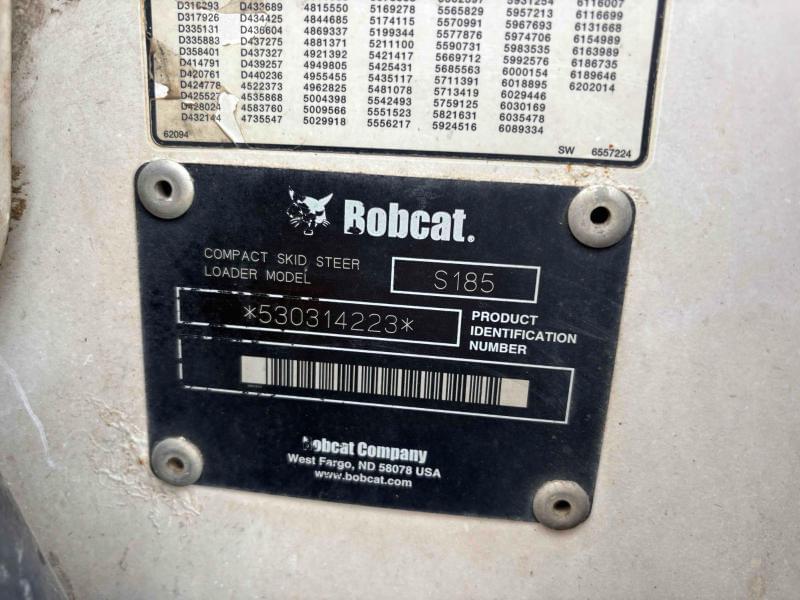 D316293 D432689 4815550 5169278 5565829 5957213 6116699
D317926 D434425 4844685 5174115 5570991 5967693 6131668
D335131 D436604 4869337 5199344 5577876 5974706 6154989
D335883 D437275 4881371 5211100 5590731 5983535 6163989
D358401 D437327 4921392 5421417 5669712 5992576 6186735
D414791 D439257 4949805 5425431 5685563 6000154 6189646
D420761 D440236 4955455 5435117 5711391 6018895 6202014
D424778 4522373 4962825 5481078 5713419 6029446
D425527 4535868 5004398 5542493 5759125 6030169
D428024 4583760 5009566 5551523 5821631 6035478
D432144 4735547 5029918 5556217 5924516 6089334
62094
SW 6557224
Bobcat.
COMPACT SKID STEER
LOADER MODEL
S185
*530314223*
PRODUCT
IDENTIFICATION
NUMBER
Bobcat Company
West Fargo, ND 58078 USA
www.bobcat.com